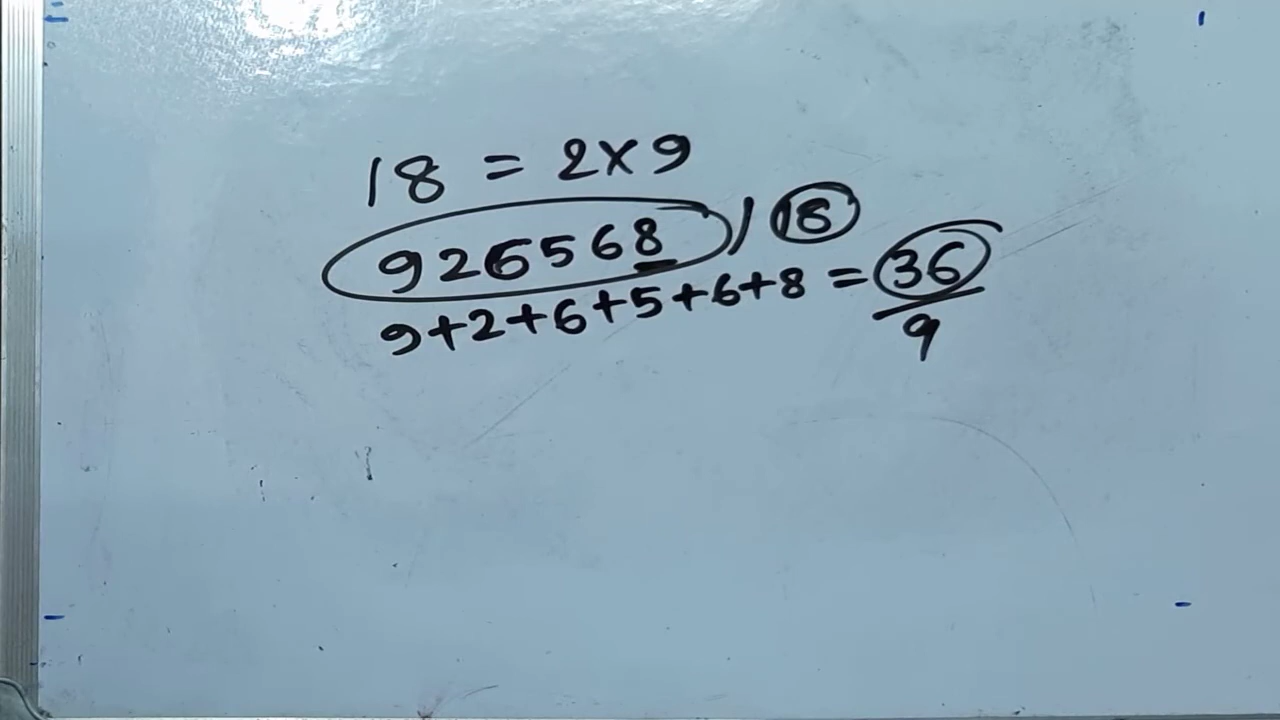 18 = 2×9
926568 / 18
9+2+6+5+6+8 = 36/9